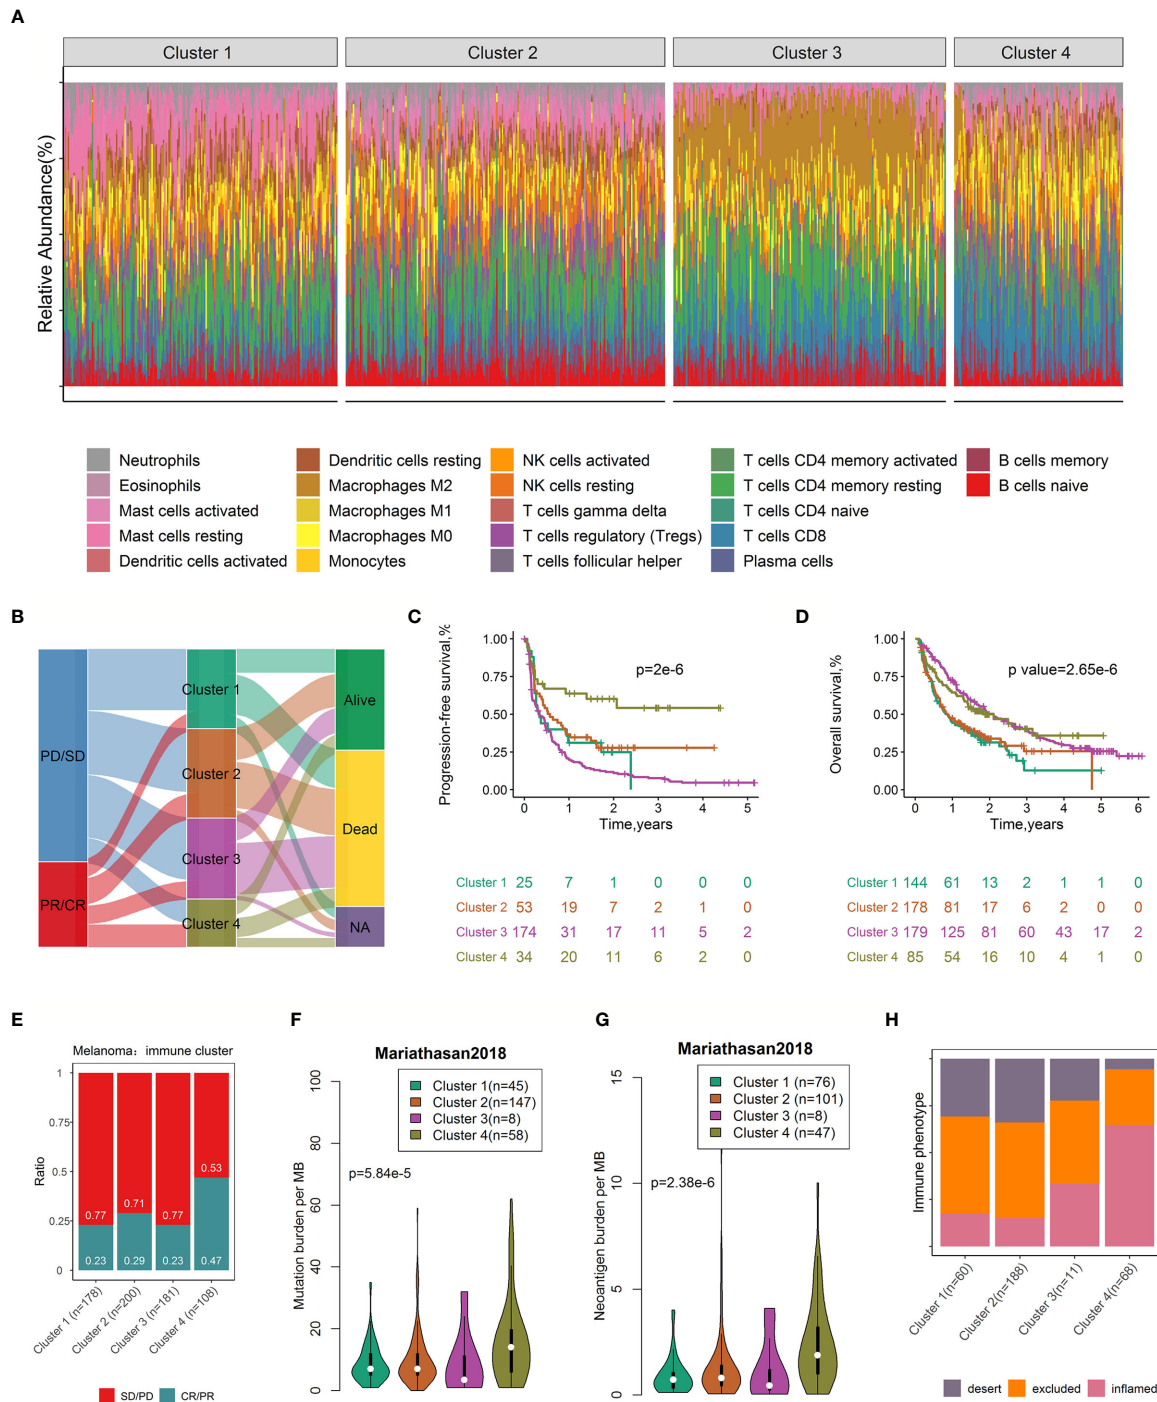 A
Cluster 1 Cluster 2 Cluster 3 Cluster 4
Relative Abundance(%)
Neutrophils Dendritic cells resting NK cells activated T cells CD4 memory activated B cells memory
Eosinophils Macrophages M2 NK cells resting T cells CD4 memory resting B cells naive
Mast cells activated Macrophages M1 T cells gamma delta T cells CD4 naive
Mast cells resting Macrophages M0 T cells regulatory (Tregs) T cells CD8
Dendritic cells activated Monocytes T cells follicular helper Plasma cells
B
PD/SD
PR/CR
Cluster 1
Cluster 2
Cluster 3
Cluster 4
Alive
Dead
NA
C
Progression-free survival,%
1.00
0.75
0.50
0.25
0.00
p=2e-6
0 1 2 3 4 5
Time,years
Cluster 1 25 7 1 0 0 0
Cluster 2 53 19 7 2 1 0
Cluster 3 174 31 17 11 5 2
Cluster 4 34 20 11 6 2 0
D
Overall survival,%
1.00
0.75
0.50
0.25
0.00
p value=2.65e-6
0 1 2 3 4 5 6
Time,years
Cluster 1 144 61 13 2 1 1 0
Cluster 2 178 81 17 6 2 0 0
Cluster 3 179 125 81 60 43 17 2
Cluster 4 85 54 16 10 4 1 0
E
Melanoma: immune cluster
Ratio
1
0.75
0.5
0.25
0
0.77 0.71 0.77 0.53
0.23 0.29 0.23 0.47
Cluster 1 (n=178)
Cluster 2 (n=200)
Cluster 3 (n=181)
Cluster 4 (n=108)
SD/PD CR/PR
F
Mariathasan2018
Mutation burden per MB
100
80
60
40
20
0
Cluster 1(n=45)
Cluster 2(n=147)
Cluster 3(n=8)
Cluster 4(n=58)
p=5.84e-5
G
Mariathasan2018
Neoantigen burden per MB
15
10
5
0
Cluster 1 (n=76)
Cluster 2 (n=101)
Cluster 3 (n=8)
Cluster 4 (n=47)
p=2.38e-6
H
Immune phenotype
Cluster 1(n=60)
Cluster 2(n=188)
Cluster 3(n=11)
Cluster 4(n=68)
desert excluded inflamed